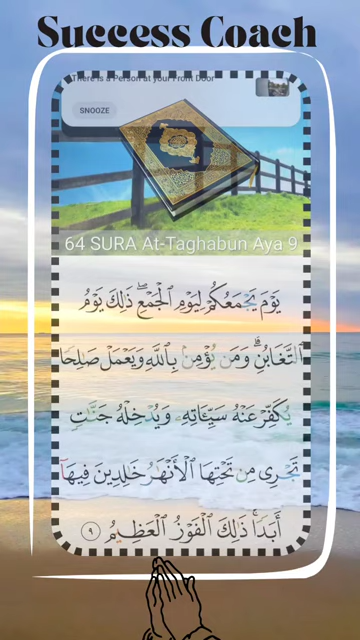 Success Coach
There is a Person at your Front Door
SNOOZE
64 SURA At-Taghabun Aya 9
يَوْمَ يَجْمَعُكُمْ لِيَوْمِ ٱلْجَمْعِ ۖ ذَٰلِكَ يَوْمُ
ٱلتَّغَابُنِ ۗ وَمَن يُؤْمِنۢ بِٱللَّهِ وَيَعْمَلْ صَـٰلِحًا
يُكَفِّرْ عَنْهُ سَيِّـَٔاتِهِۦ وَيُدْخِلْهُ جَنَّـٰتٍ
تَجْرِى مِن تَحْتِهَا ٱلْأَنْهَـٰرُ خَـٰلِدِينَ فِيهَآ
أَبَدًا ۚ ذَٰلِكَ ٱلْفَوْزُ ٱلْعَظِيمُ ٩